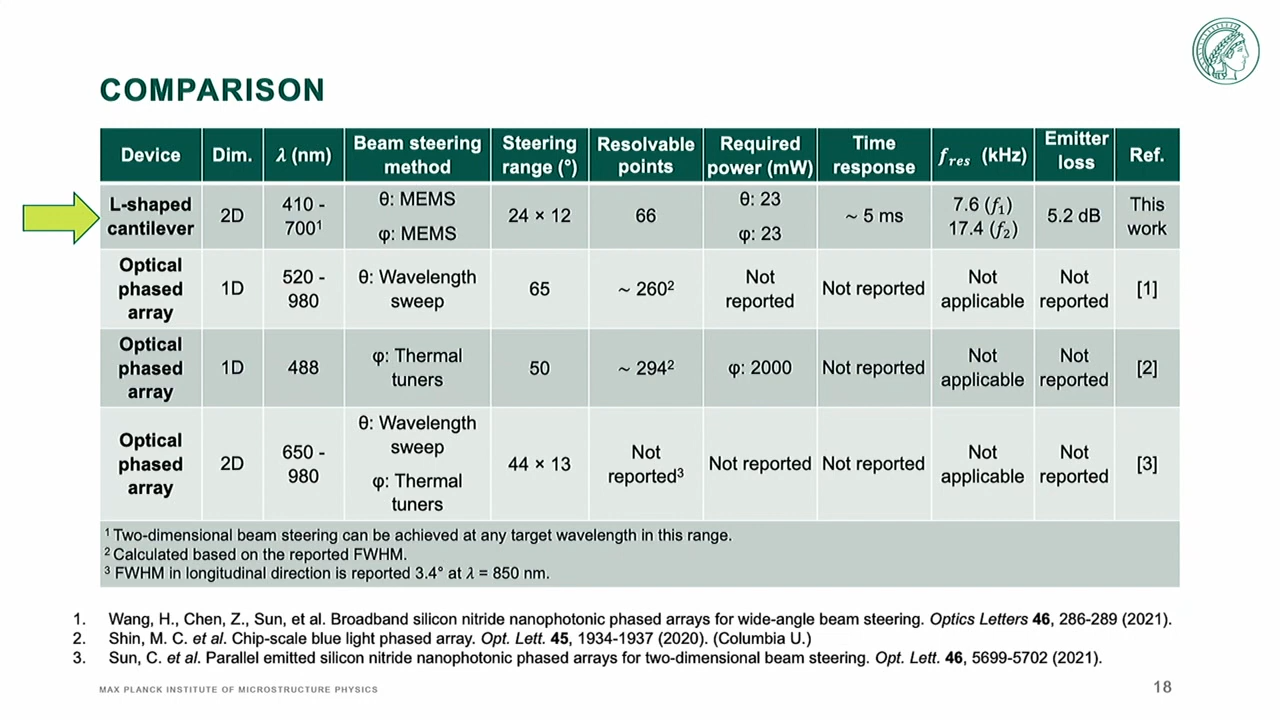 COMPARISON
Device Dim. λ (nm) Beam steering method Steering range (°) Resolvable points Required power (mW) Time response fres (kHz) Emitter loss Ref.
L-shaped cantilever 2D 410 - 700¹ θ: MEMS φ: MEMS 24 × 12 66 θ: 23 φ: 23 ~ 5 ms 7.6 (f₁) 17.4 (f₂) 5.2 dB This work
Optical phased array 1D 520 - 980 θ: Wavelength sweep 65 ~ 260² Not reported Not reported Not applicable Not reported [1]
Optical phased array 1D 488 φ: Thermal tuners 50 ~ 294² φ: 2000 Not reported Not applicable Not reported [2]
Optical phased array 2D 650 - 980 θ: Wavelength sweep φ: Thermal tuners 44 × 13 Not reported³ Not reported Not reported Not applicable Not reported [3]
¹ Two-dimensional beam steering can be achieved at any target wavelength in this range.
² Calculated based on the reported FWHM.
³ FWHM in longitudinal direction is reported 3.4° at λ = 850 nm.
1. Wang, H., Chen, Z., Sun, et al. Broadband silicon nitride nanophotonic phased arrays for wide-angle beam steering. Optics Letters 46, 286-289 (2021).
2. Shin, M. C. et al. Chip-scale blue light phased array. Opt. Lett. 45, 1934-1937 (2020). (Columbia U.)
3. Sun, C. et al. Parallel emitted silicon nitride nanophotonic phased arrays for two-dimensional beam steering. Opt. Lett. 46, 5699-5702 (2021).
MAX PLANCK INSTITUTE OF MICROSTRUCTURE PHYSICS
18